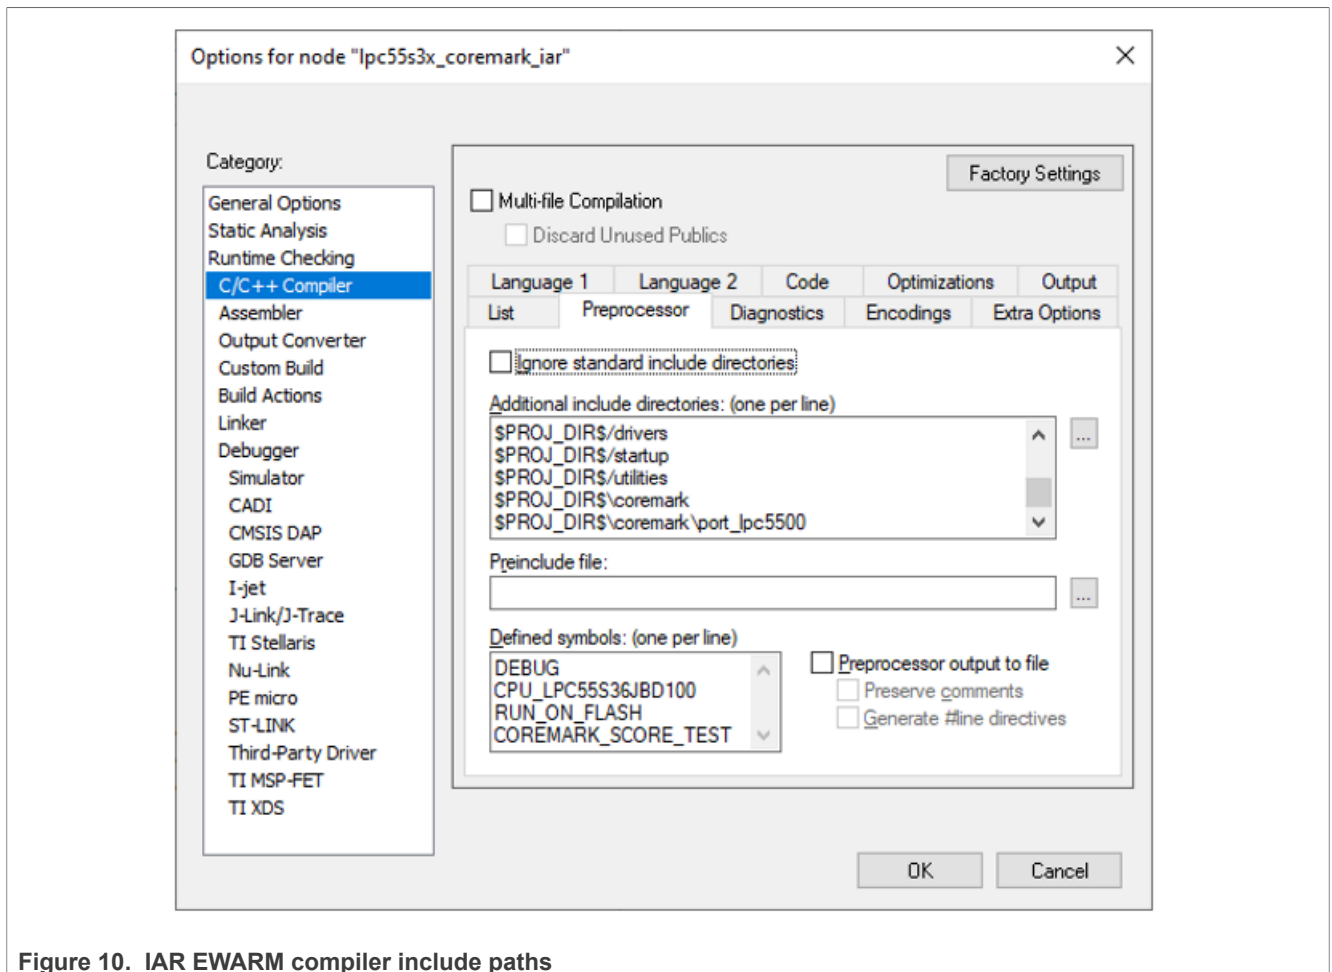 Options for node "lpc55s3x_coremark_iar"
Category:
Factory Settings
Multi-file Compilation
Discard Unused Publics
General Options
Static Analysis
Runtime Checking
C/C++ Compiler
Assembler
Output Converter
Custom Build
Build Actions
Linker
Debugger
Simulator
CADI
CMSIS DAP
GDB Server
I-jet
J-Link/J-Trace
TI Stellaris
Nu-Link
PE micro
ST-LINK
Third-Party Driver
TI MSP-FET
TI XDS
Language 1 Language 2 Code Optimizations Output
List Preprocessor Diagnostics Encodings Extra Options
Ignore standard include directories
Additional include directories: (one per line)
$PROJ_DIR$/drivers
$PROJ_DIR$/startup
$PROJ_DIR$/utilities
$PROJ_DIR$\coremark
$PROJ_DIR$\coremark\port_lpc5500
...
Preinclude file:
...
Defined symbols: (one per line)
DEBUG
CPU_LPC55S36JBD100
RUN_ON_FLASH
COREMARK_SCORE_TEST
Preprocessor output to file
Preserve comments
Generate #line directives
OK Cancel
Figure 10. IAR EWARM compiler include paths